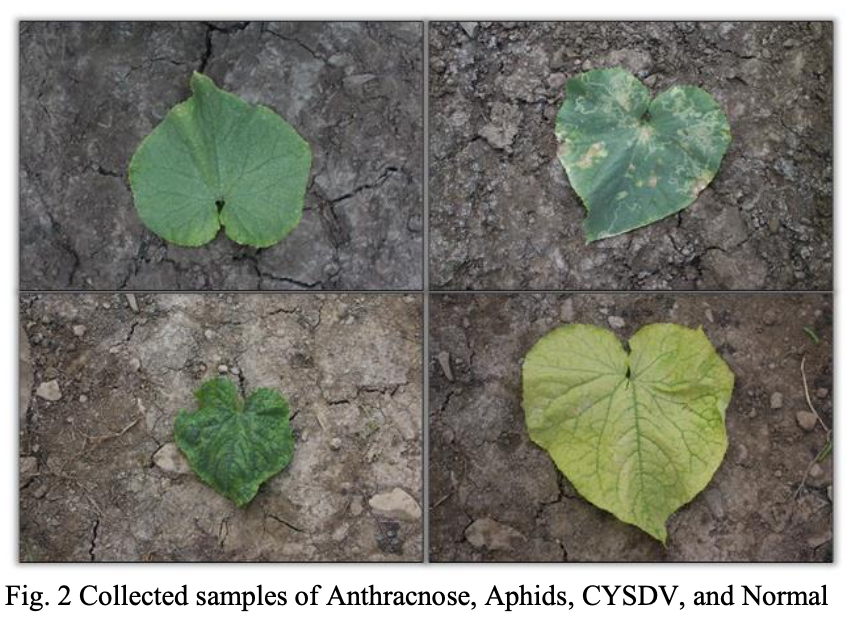 Fig. 2 Collected samples of Anthracnose, Aphids, CYSDV, and Normal